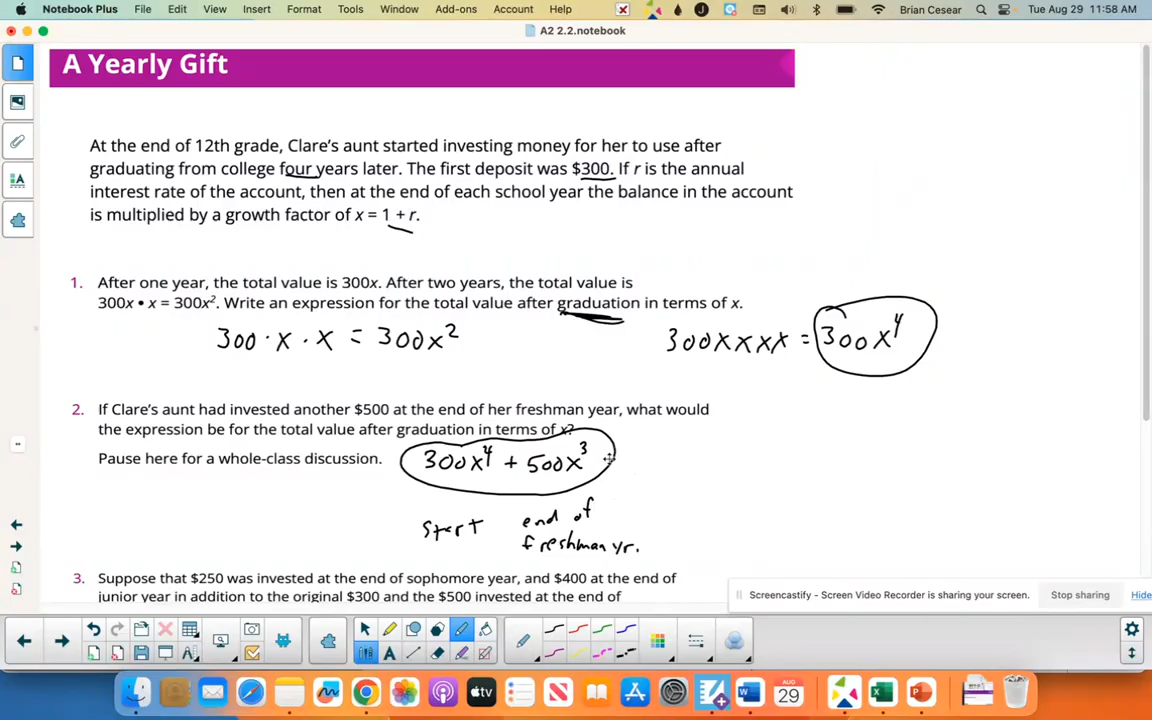 Notebook Plus File Edit View Insert Format Tools Window Add-ons Account Help Brian Cesear Tue Aug 29 11:58 AM
A2 2.2.notebook
A Yearly Gift
At the end of 12th grade, Clare's aunt started investing money for her to use after
graduating from college four years later. The first deposit was $300. If r is the annual
interest rate of the account, then at the end of each school year the balance in the account
is multiplied by a growth factor of x = 1 + r.
1. After one year, the total value is 300x. After two years, the total value is
300x • x = 300x². Write an expression for the total value after graduation in terms of x.
300 · x · x = 300x² 300xxxx = 300x⁴
2. If Clare's aunt had invested another $500 at the end of her freshman year, what would
the expression be for the total value after graduation in terms of x?
Pause here for a whole-class discussion. 300x⁴ + 500x³
start end of
freshman yr.
3. Suppose that $250 was invested at the end of sophomore year, and $400 at the end of
junior year in addition to the original $300 and the $500 invested at the end of
Screencastify - Screen Video Recorder is sharing your screen. Stop sharing Hide
AUG
29